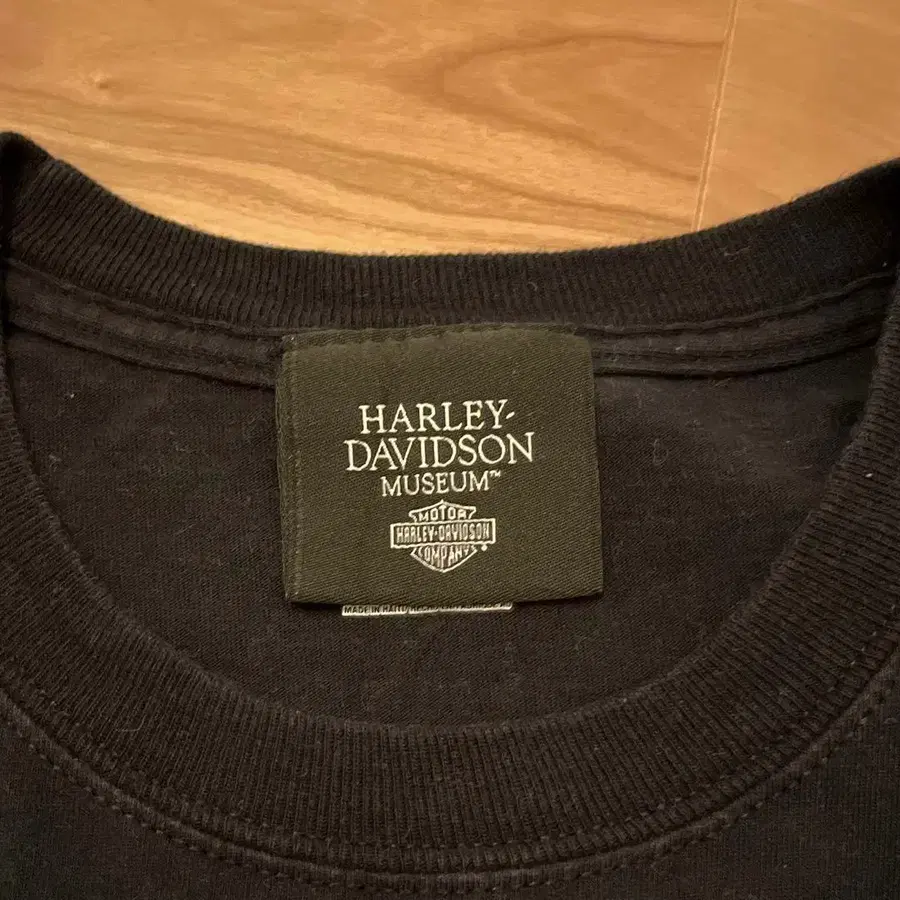 HARLEY-
DAVIDSON
MUSEUM™
MOTOR
HARLEY-DAVIDSON
COMPANY
MADE IN HAITI